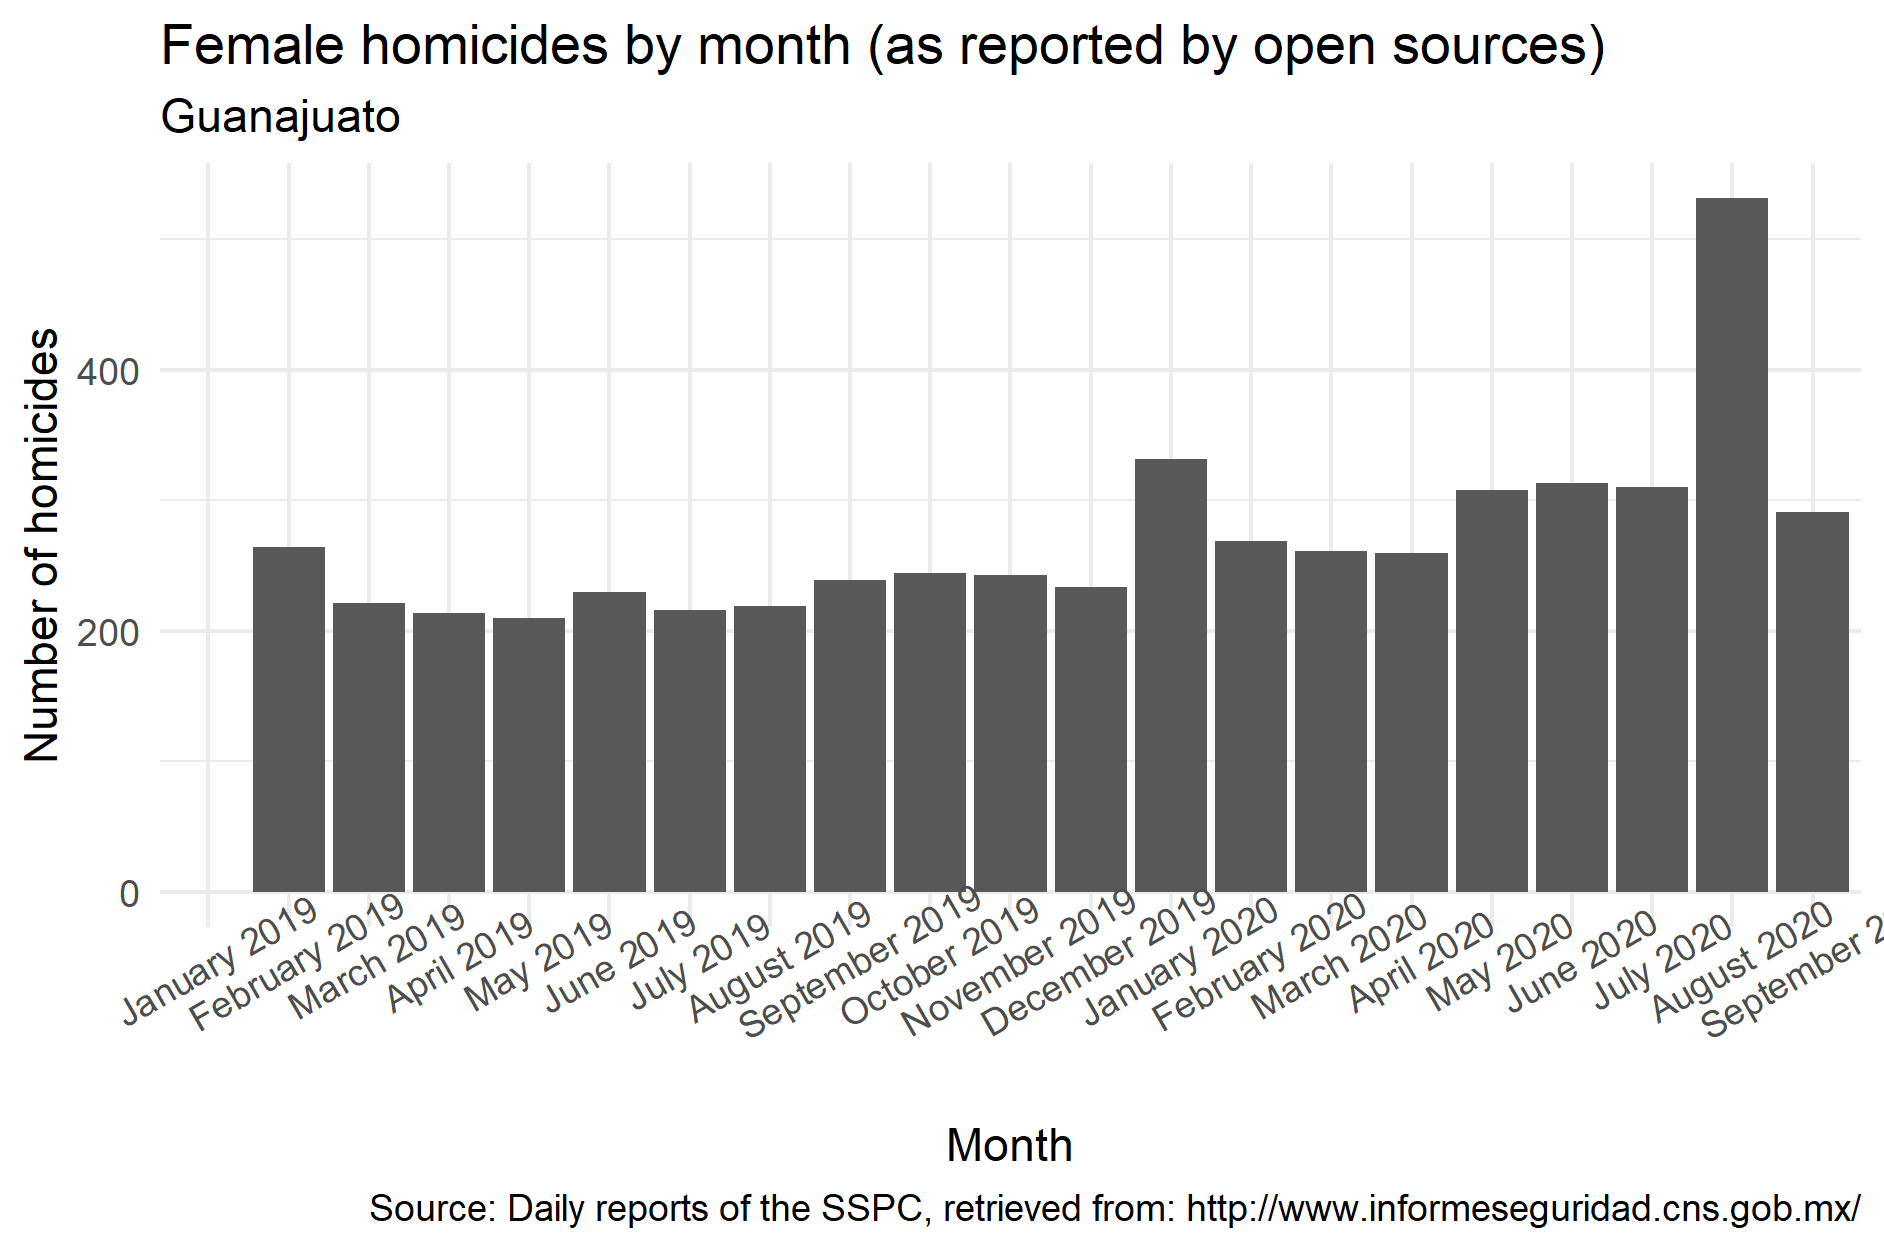 Female homicides by month (as reported by open sources)
Guanajuato
Number of homicides
400
200
0
January 2019
February 2019
March 2019
April 2019
May 2019
June 2019
July 2019
August 2019
September 2019
October 2019
November 2019
December 2019
January 2020
February 2020
March 2020
April 2020
May 2020
June 2020
July 2020
August 2020
September 2
Month
Source: Daily reports of the SSPC, retrieved from: http://www.informeseguridad.cns.gob.mx/